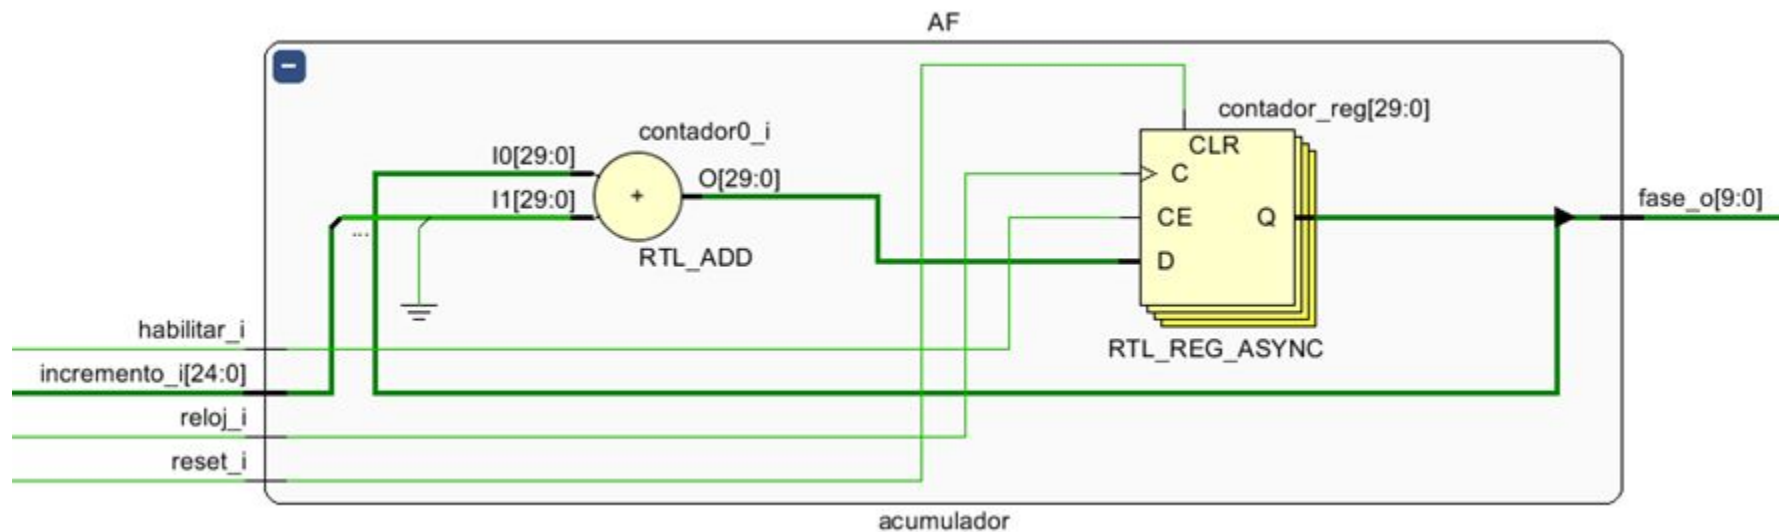 AF
−
contador_reg[29:0]
contador0_i
CLR
I0[29:0]
O[29:0]
C
I1[29:0]
+
fase_o[9:0]
...
CE
Q
RTL_ADD
D
habilitar_i
RTL_REG_ASYNC
incremento_i[24:0]
reloj_i
reset_i
acumulador